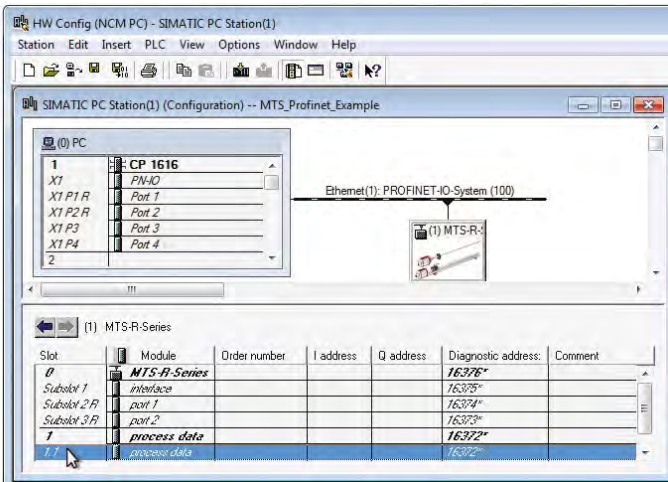 HW Config (NCM PC) - SIMATIC PC Station(1)
Station Edit Insert PLC View Options Window Help
SIMATIC PC Station(1) (Configuration) -- MTS_Profinet_Example
(0) PC
1 CP 1616
X1 PN-IO
X1 P1 R Port 1
X1 P2 R Port 2
X1 P3 Port 3
X1 P4 Port 4
2
Ethernet(1): PROFINET-IO-System (100)
(1) MTS-R-S
(1) MTS-R-Series
Slot Module Order number I address Q address Diagnostic address: Comment
0 MTS-R-Series 16376*
Subslot 1 interface 16375*
Subslot 2 R port 1 16374*
Subslot 3 R port 2 16373*
1 process data 16372*
1.1 process data 16372*